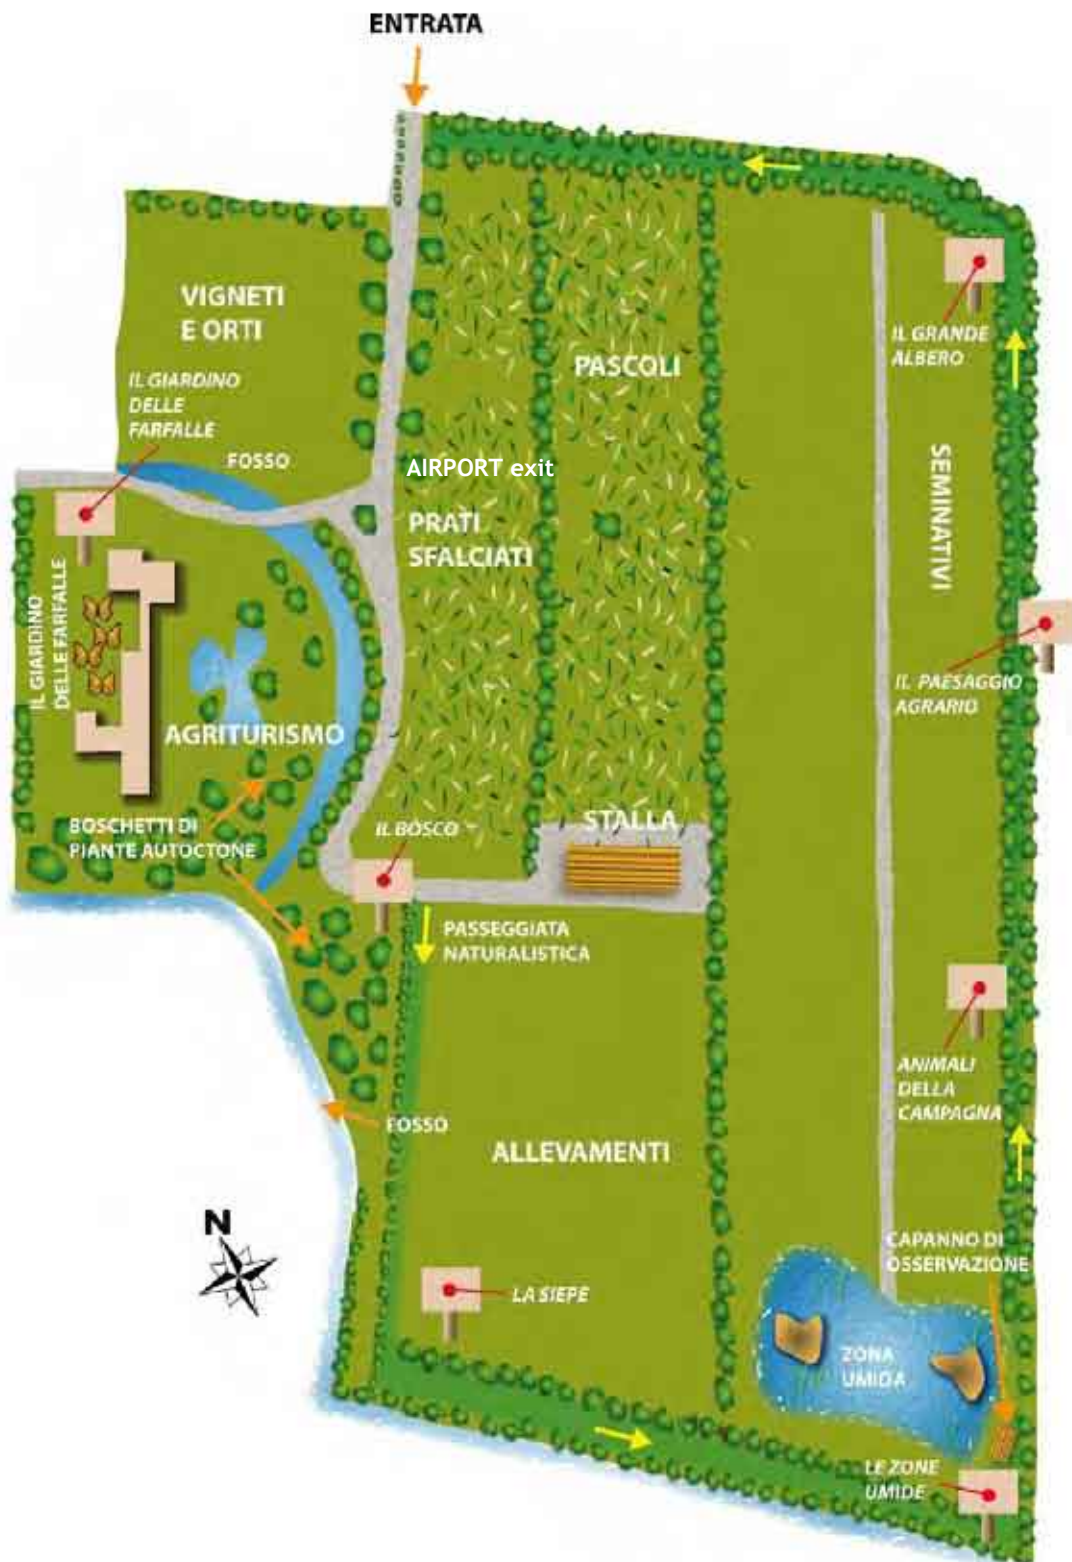 ENTRATA
VIGNETI
E ORTI
IL GIARDINO
DELLE
FARFALLE
FOSSO
PASCOLI
IL GRANDE
ALBERO
AIRPORT exit
PRATI
SFALCIATI
SEMINATIVI
IL GIARDINO
DELLE FARFALLE
AGRITURISMO
IL PAESAGGIO
AGRARIO
BOSCHETTI DI
PIANTE AUTOCTONE
IL BOSCO
STALLA
PASSEGGIATA
NATURALISTICA
ANIMALI
DELLA
CAMPAGNA
FOSSO
ALLEVAMENTI
N
CAPANNO DI
OSSERVAZIONE
LA SIEPE
ZONA
UMIDA
LE ZONE
UMIDE